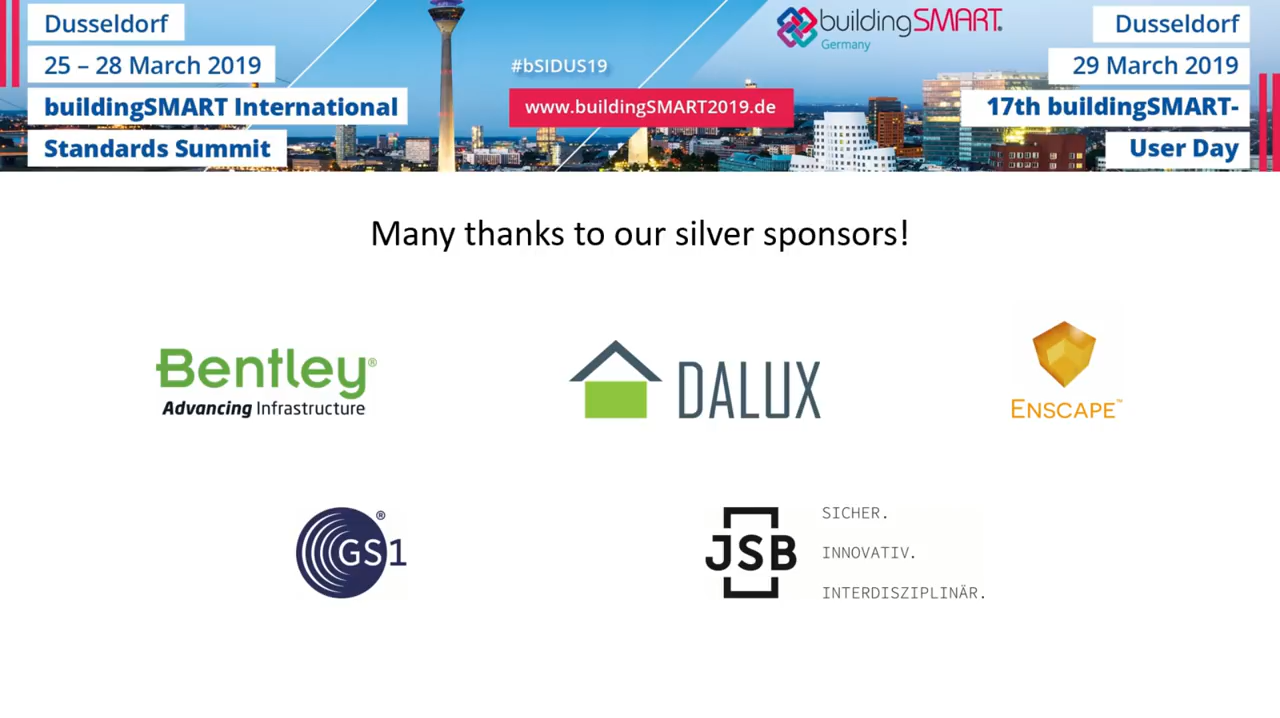 Dusseldorf
25 – 28 March 2019
buildingSMART International
Standards Summit
#bSIDUS19
www.buildingSMART2019.de
buildingSMART®
Germany
Dusseldorf
29 March 2019
17th buildingSMART-
User Day
Many thanks to our silver sponsors!
Bentley®
Advancing Infrastructure
DALUX
ENSCAPE™
GS1®
JSB
SICHER.
INNOVATIV.
INTERDISZIPLINÄR.